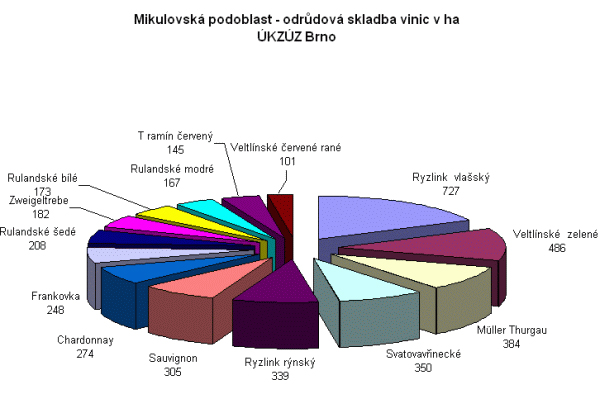 Mikulovská podoblast - odrůdová skladba vinic v ha
ÚKZÚZ Brno
Ryzlink vlašský
727
Veltlínské zelené
486
Müller Thurgau
384
Svatovavřinecké
350
Ryzlink rýnský
339
Sauvignon
305
Chardonnay
274
Frankovka
248
Rulandské šedé
208
Zweigeltrebe
182
Rulandské bílé
173
Rulandské modré
167
T ramín červený
145
Veltlínské červené rané
101